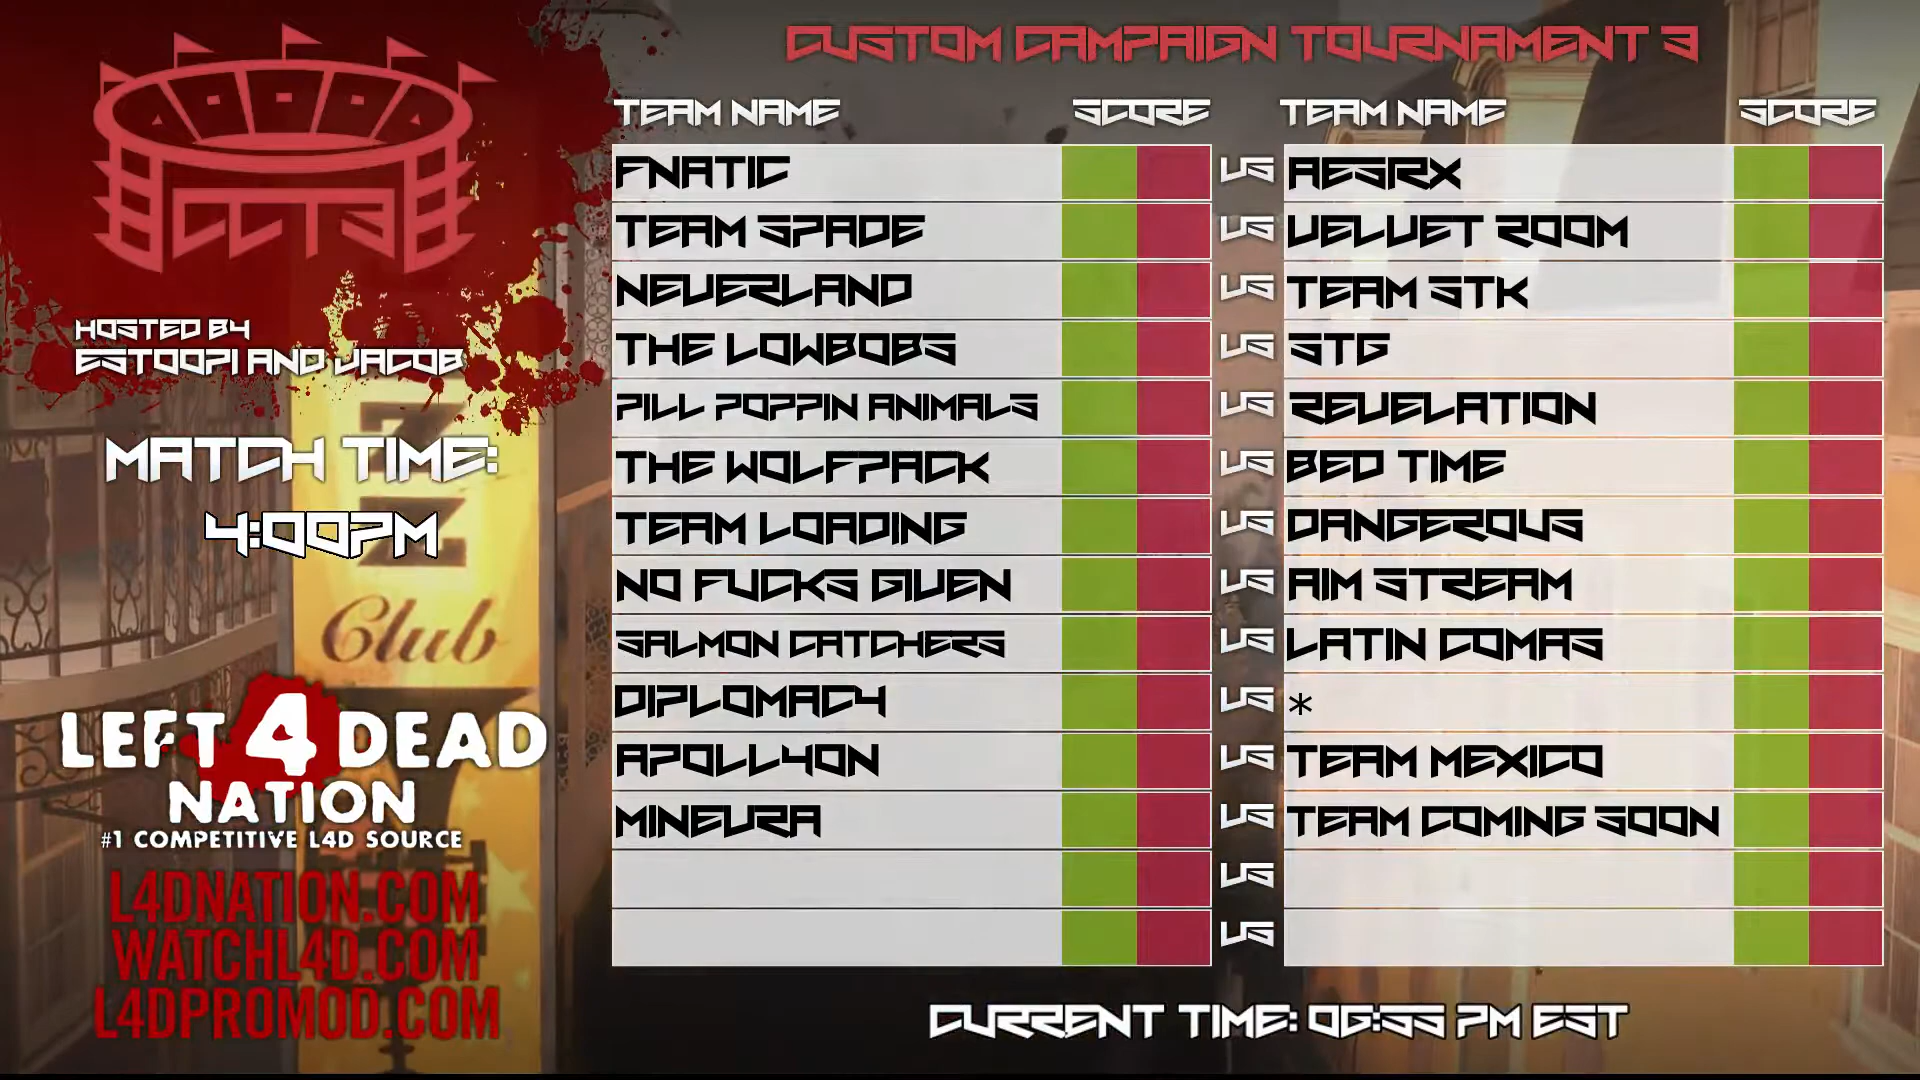 CUSTOM CAMPAIGN TOURNAMENT 3
CCT3
HOSTED BY
ESTOOPI AND JACOB
MATCH TIME:
4:00PM
Z
Z
Club
LEFT 4 DEAD
NATION
#1 COMPETITIVE L4D SOURCE
L4DNATION.COM
WATCHL4D.COM
L4DPROMOD.COM
TEAM NAME SCORE TEAM NAME SCORE
FNATIC VS AESRX
TEAM SPADE VS VELVET ROOM
NEVERLAND VS TEAM STK
THE LOWBOBS VS STG
PILL POPPIN ANIMALS VS REVELATION
THE WOLFPACK VS BED TIME
TEAM LOADING VS DANGEROUS
NO FUCKS GIVEN VS AIM STREAM
SALMON CATCHERS VS LATIN COMAS
DIPLOMACY VS *
APOLLYON VS TEAM MEXICO
MINEURA VS TEAM COMING SOON
VS
VS
CURRENT TIME: 06:55 PM EST